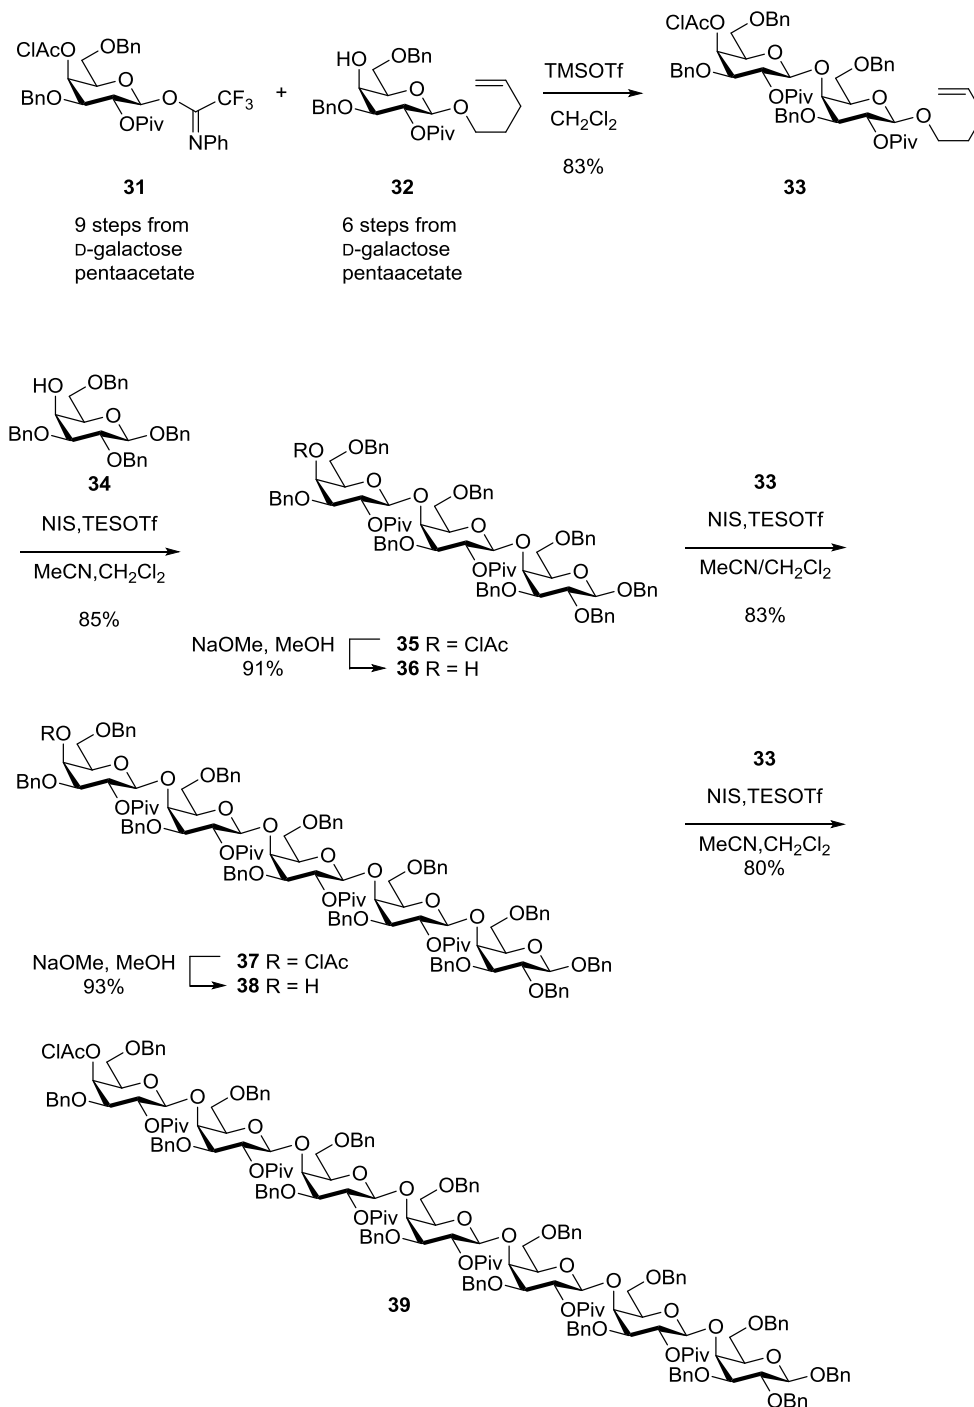 ClAcO
OBn
O
BnO
O
CF3
OPiv
NPh
31
9 steps from
D-galactose
pentaacetate
+
HO
OBn
O
BnO
O
OPiv
32
6 steps from
D-galactose
pentaacetate
TMSOTf
CH2Cl2
83%
ClAcO
OBn
O
BnO
O
OBn
OPiv
O
BnO
O
OPiv
33
HO
OBn
O
BnO
OBn
OBn
34
NIS,TESOTf
MeCN,CH2Cl2
85%
RO
OBn
O
BnO
O
OBn
OPiv
O
BnO
O
OBn
OPiv
O
BnO
OBn
OBn
NaOMe, MeOH
91%
35 R = ClAc
36 R = H
33
NIS,TESOTf
MeCN/CH2Cl2
83%
RO
OBn
O
BnO
O
OBn
OPiv
O
BnO
O
OBn
OPiv
O
BnO
O
OBn
OPiv
O
BnO
O
OBn
OPiv
O
BnO
OBn
OBn
NaOMe, MeOH
93%
37 R = ClAc
38 R = H
33
NIS,TESOTf
MeCN,CH2Cl2
80%
ClAcO
OBn
O
BnO
O
OBn
OPiv
O
BnO
O
OBn
OPiv
O
BnO
O
OBn
OPiv
O
BnO
O
OBn
OPiv
O
BnO
O
OBn
OPiv
O
BnO
O
OBn
OPiv
O
BnO
OBn
OBn
39